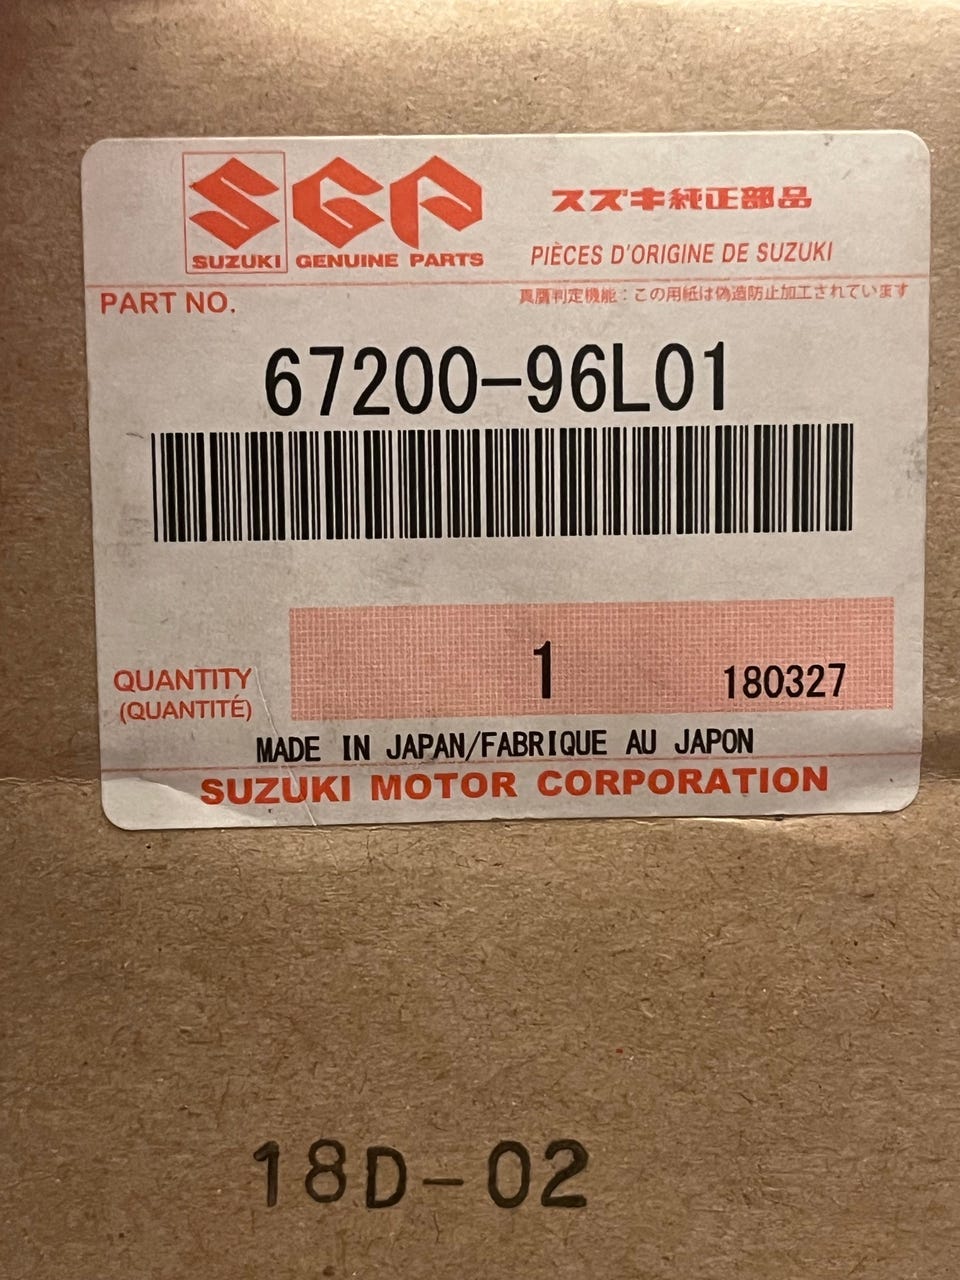 SGP スズキ純正部品
SUZUKI GENUINE PARTS PIÈCES D'ORIGINE DE SUZUKI
PART NO. 真贋判定機能：この用紙は偽造防止加工されています
67200-96L01
1 180327
QUANTITY
(QUANTITÉ)
MADE IN JAPAN/FABRIQUE AU JAPON
SUZUKI MOTOR CORPORATION
18D-02